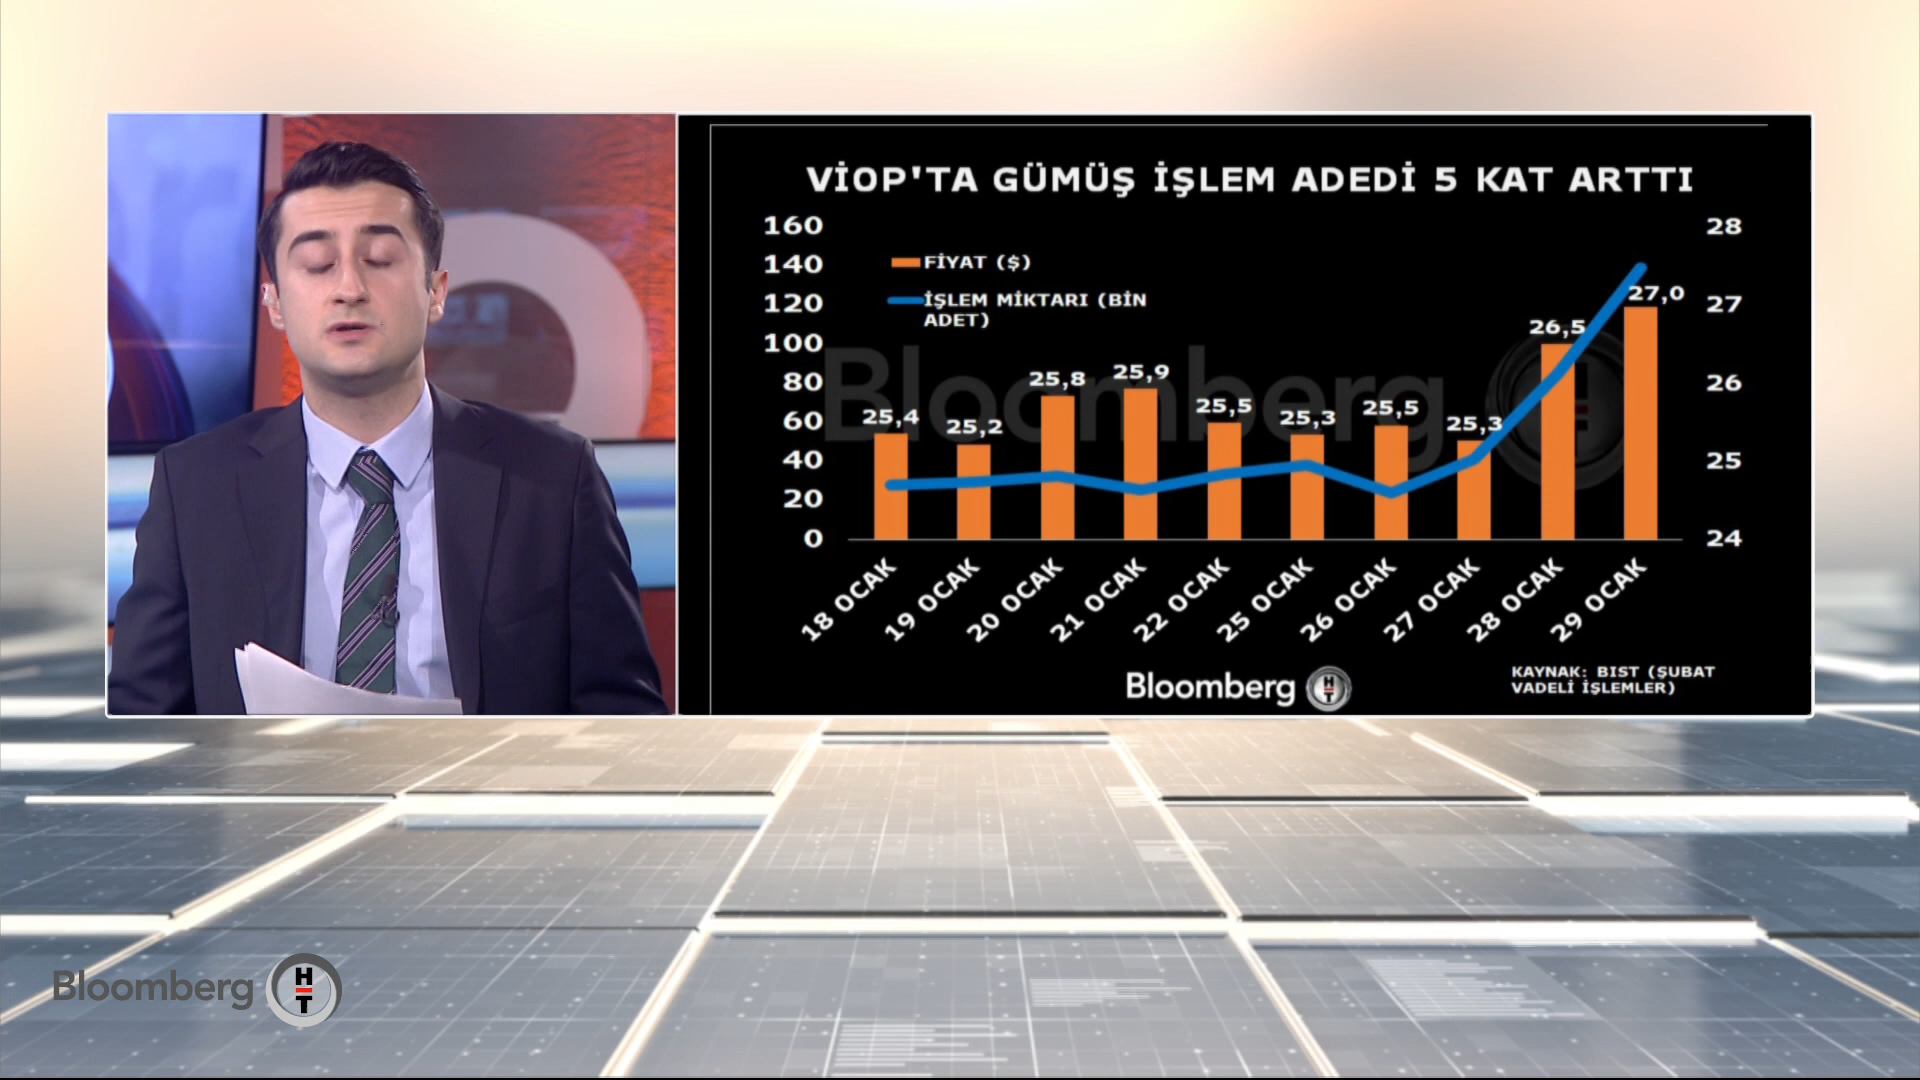 VİOP'TA GÜMÜŞ İŞLEM ADEDİ 5 KAT ARTTI
160
140
120
100
80
60
40
20
0
FİYAT ($)
İŞLEM MİKTARI (BİN
ADET)
28
27
26
25
24
25,4
25,2
25,8
25,9
25,5
25,3
25,5
25,3
26,5
27,0
18 OCAK
19 OCAK
20 OCAK
21 OCAK
22 OCAK
25 OCAK
26 OCAK
27 OCAK
28 OCAK
29 OCAK
Bloomberg
Bloomberg HT
KAYNAK: BIST (ŞUBAT
VADELİ İŞLEMLER)
Bloomberg HT